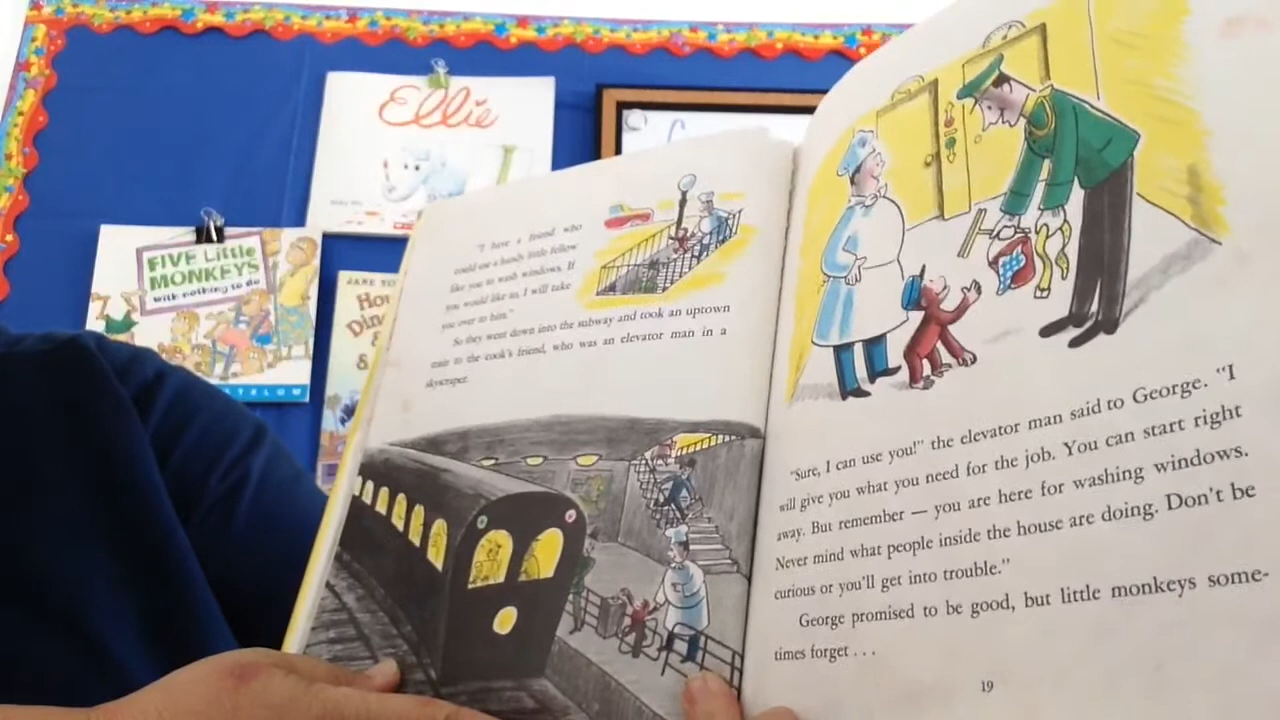 Ellie
FIVE Little
MONKEYS
with nothing to do
JANE YO
Ho
Din
"I have a friend who
could use a handy little fellow
like you to wash windows. If
you would like to, I will take
you over to him."
So they went down into the subway and took an uptown
train to the cook's friend, who was an elevator man in a
skyscraper.
"Sure, I can use you!" the elevator man said to George. "I
will give you what you need for the job. You can start right
away. But remember — you are here for washing windows.
Never mind what people inside the house are doing. Don't be
curious or you'll get into trouble."
George promised to be good, but little monkeys some-
times forget . . .
19